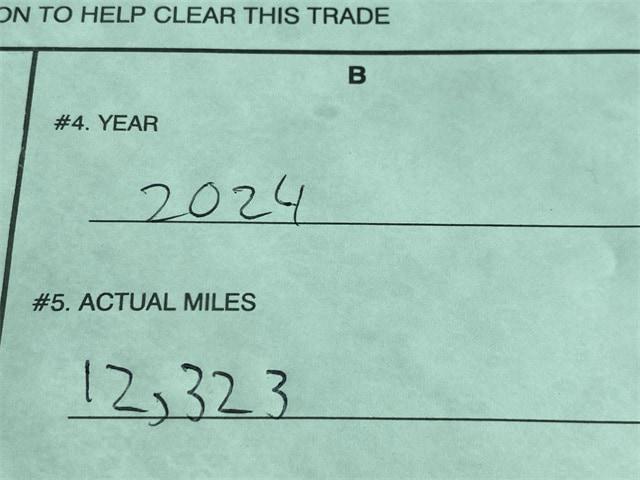 ON TO HELP CLEAR THIS TRADE
B
#4. YEAR
2024
#5. ACTUAL MILES
12,323